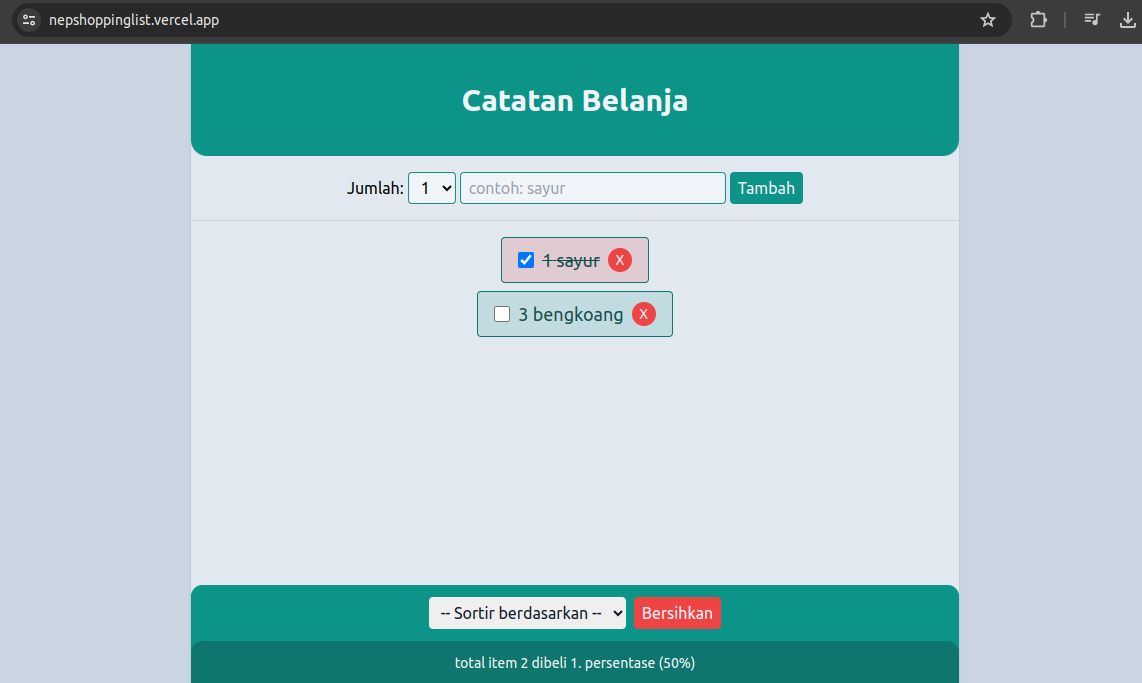 nepshoppinglist.vercel.app
Catatan Belanja
Jumlah: 1 contoh: sayur Tambah
1 sayur X
3 bengkoang X
-- Sortir berdasarkan -- Bersihkan
total item 2 dibeli 1. persentase (50%)